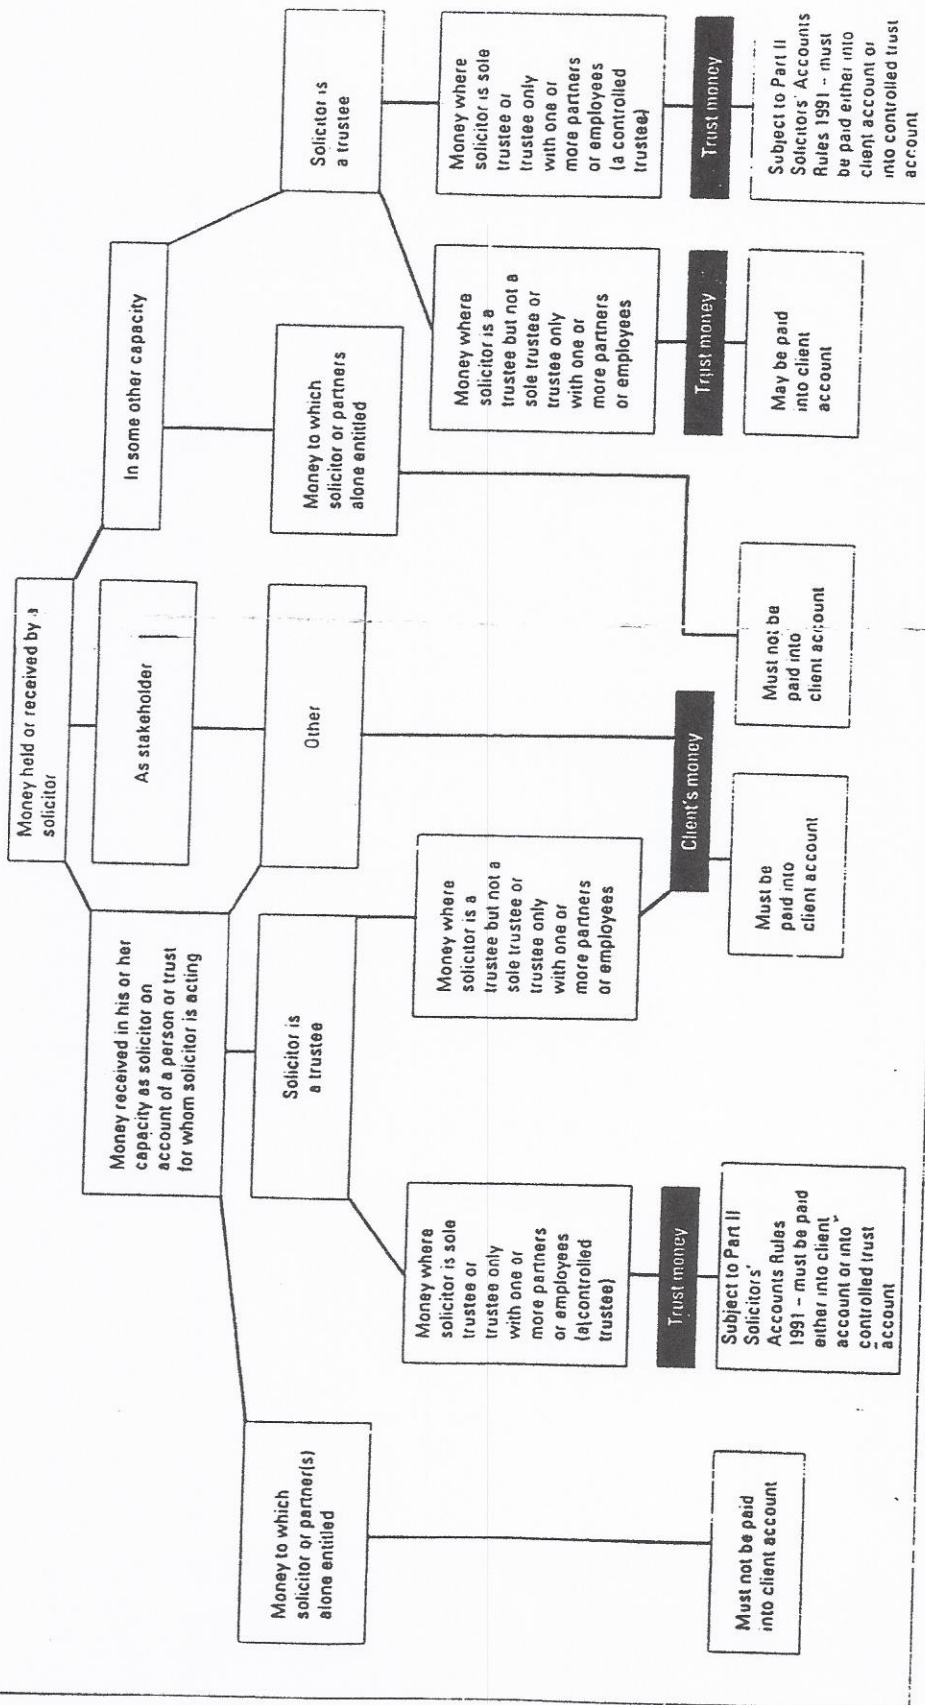 Money held or received by a
solicitor
Money received in his or her
capacity as solicitor on
account of a person or trust
for whom solicitor is acting
As stakeholder
In some other capacity
Money to which
solicitor or partner(s)
alone entitled
Solicitor is
a trustee
Other
Money to which
solicitor or partners
alone entitled
Solicitor is
a trustee
Money where
solicitor is sole
trustee or
trustee only
with one or
more partners
or employees
(a controlled
trustee)
Money where
solicitor is a
trustee but not a
sole trustee or
trustee only
with one or
more partners
or employees
Money where
solicitor is a
trustee but not a
sole trustee or
trustee only
with one or
more partners
or employees
Money where
solicitor is sole
trustee or
trustee only
with one or
more partners
or employees
(a controlled
trustee)
Trust money
Client's money
Trust money
Trust money
Must not be paid
into client account
Subject to Part II
Solicitors'
Accounts Rules
1991 – must be paid
either into client
account or into
controlled trust
account
Must be
paid into
client account
Must not be
paid into
client account
May be paid
into client
account
Subject to Part II
Solicitors' Accounts
Rules 1991 – must
be paid either into
client account or
into controlled trust
account